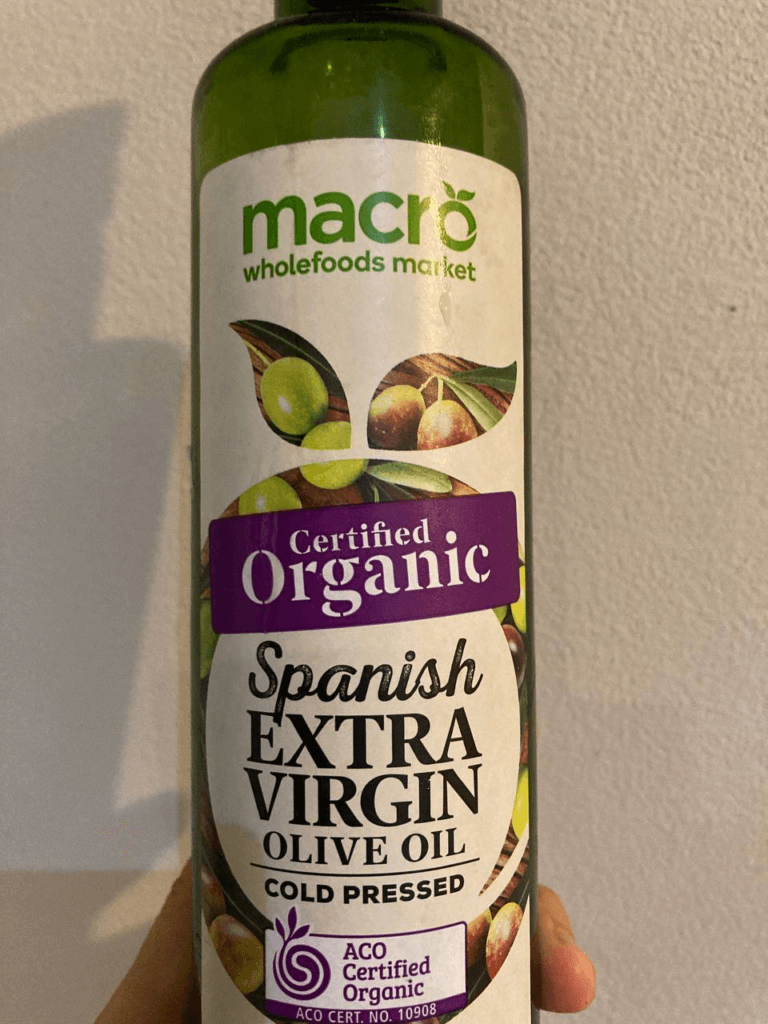 macro
wholefoods market
Certified
Organic
Spanish
EXTRA
VIRGIN
OLIVE OIL
COLD PRESSED
ACO
Certified
Organic
ACO CERT. NO. 10908